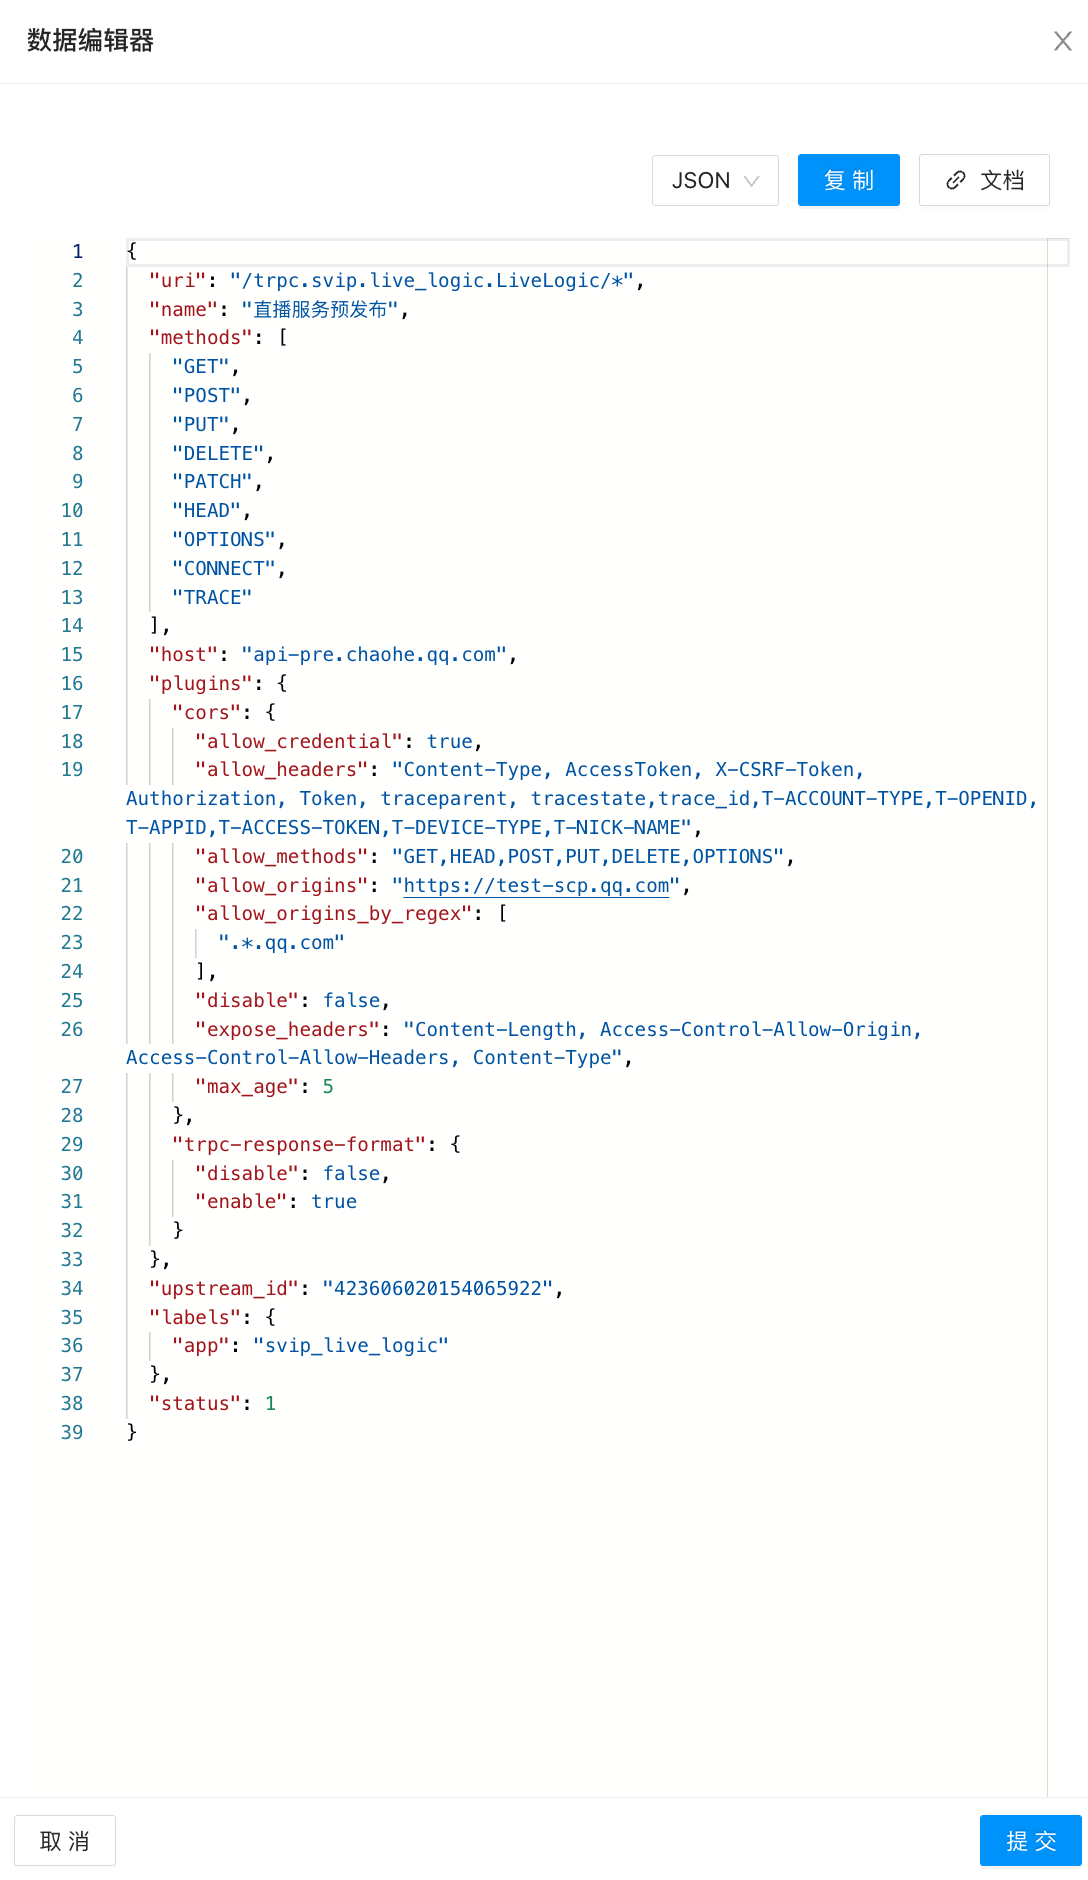 数据编辑器
JSON
复 制
文档
1 {
2   "uri": "/trpc.svip.live_logic.LiveLogic/*",
3   "name": "直播服务预发布",
4   "methods": [
5     "GET",
6     "POST",
7     "PUT",
8     "DELETE",
9     "PATCH",
10     "HEAD",
11     "OPTIONS",
12     "CONNECT",
13     "TRACE"
14   ],
15   "host": "api-pre.chaohe.qq.com",
16   "plugins": {
17     "cors": {
18       "allow_credential": true,
19       "allow_headers": "Content-Type, AccessToken, X-CSRF-Token,
Authorization, Token, traceparent, tracestate,trace_id,T-ACCOUNT-TYPE,T-OPENID,
T-APPID,T-ACCESS-TOKEN,T-DEVICE-TYPE,T-NICK-NAME",
20       "allow_methods": "GET,HEAD,POST,PUT,DELETE,OPTIONS",
21       "allow_origins": "https://test-scp.qq.com",
22       "allow_origins_by_regex": [
23         ".*.qq.com"
24       ],
25       "disable": false,
26       "expose_headers": "Content-Length, Access-Control-Allow-Origin,
Access-Control-Allow-Headers, Content-Type",
27       "max_age": 5
28     },
29     "trpc-response-format": {
30       "disable": false,
31       "enable": true
32     }
33   },
34   "upstream_id": "423606020154065922",
35   "labels": {
36     "app": "svip_live_logic"
37   },
38   "status": 1
39 }
取 消
提 交